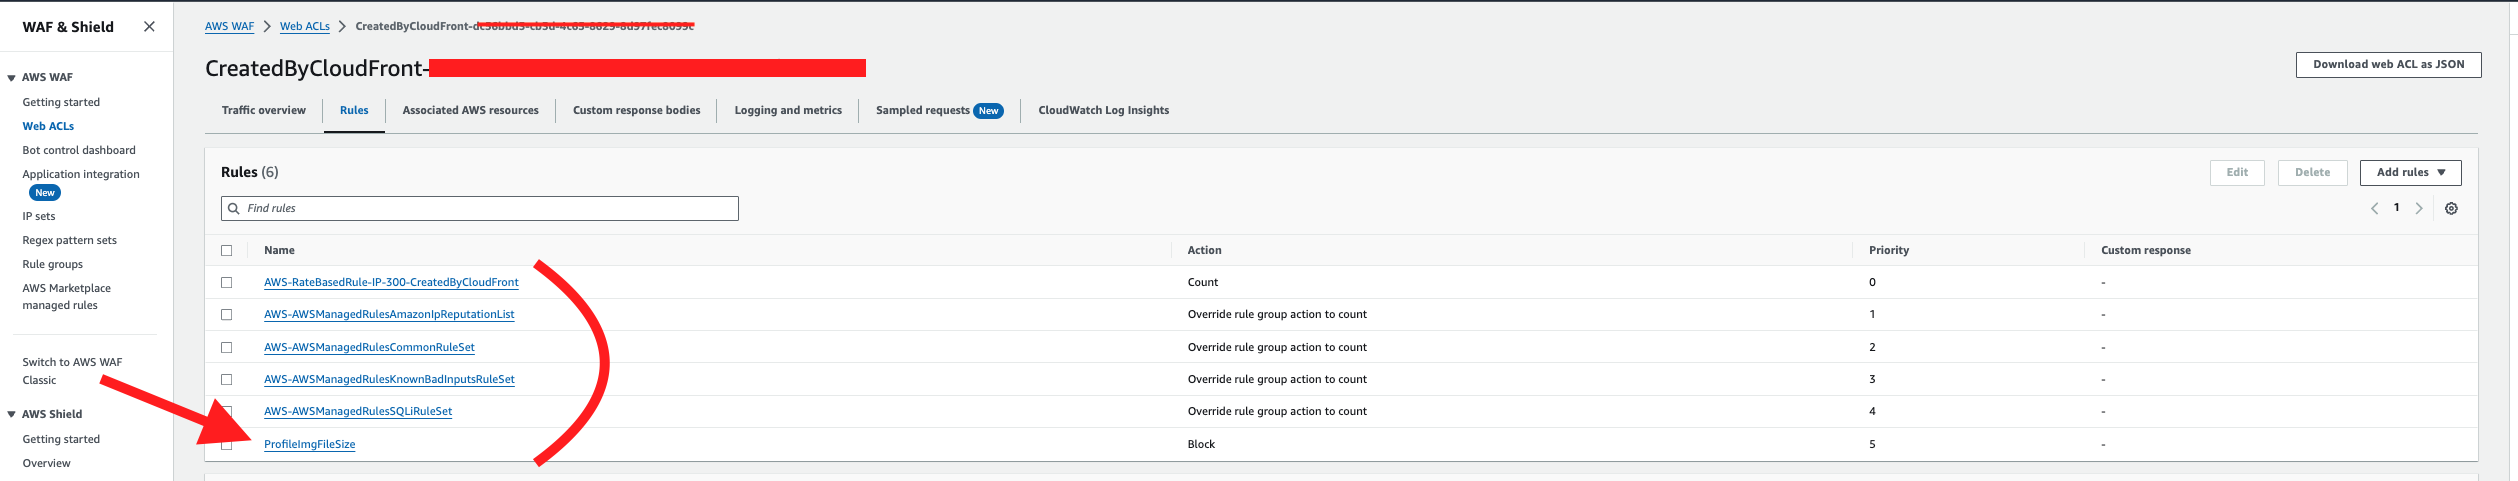 WAF & Shield
AWS WAF
Getting started
Web ACLs
Bot control dashboard
Application integration
New
IP sets
Regex pattern sets
Rule groups
AWS Marketplace
managed rules
Switch to AWS WAF
Classic
AWS Shield
Getting started
Overview
AWS WAF > Web ACLs > CreatedByCloudFront-
CreatedByCloudFront-
Download web ACL as JSON
Traffic overview Rules Associated AWS resources Custom response bodies Logging and metrics Sampled requests New CloudWatch Log Insights
Rules (6)
Edit Delete Add rules
Find rules
1
Name Action Priority Custom response
AWS-RateBasedRule-IP-300-CreatedByCloudFront Count 0 -
AWS-AWSManagedRulesAmazonIpReputationList Override rule group action to count 1 -
AWS-AWSManagedRulesCommonRuleSet Override rule group action to count 2 -
AWS-AWSManagedRulesKnownBadInputsRuleSet Override rule group action to count 3 -
AWS-AWSManagedRulesSQLiRuleSet Override rule group action to count 4 -
ProfileImgFileSize Block 5 -